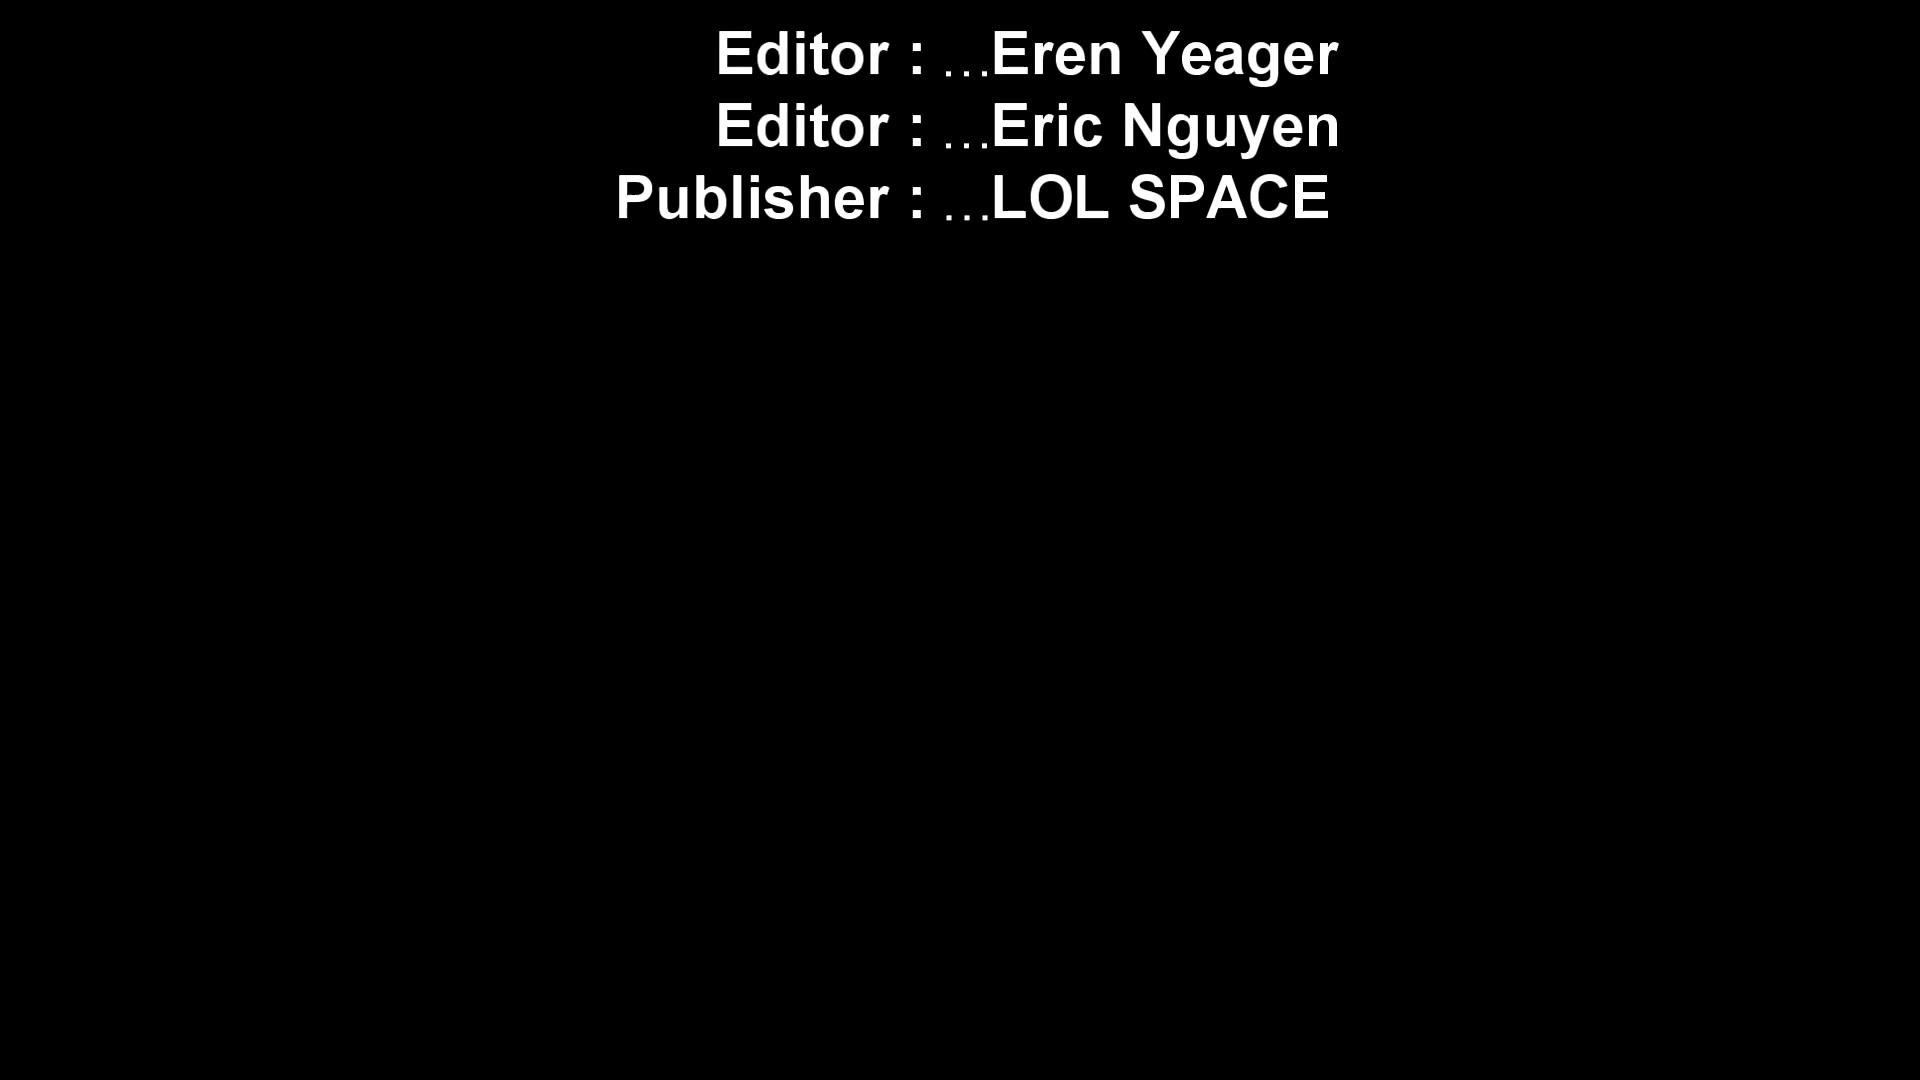 Editor : ...Eren Yeager
Editor : ...Eric Nguyen
Publisher : ...LOL SPACE